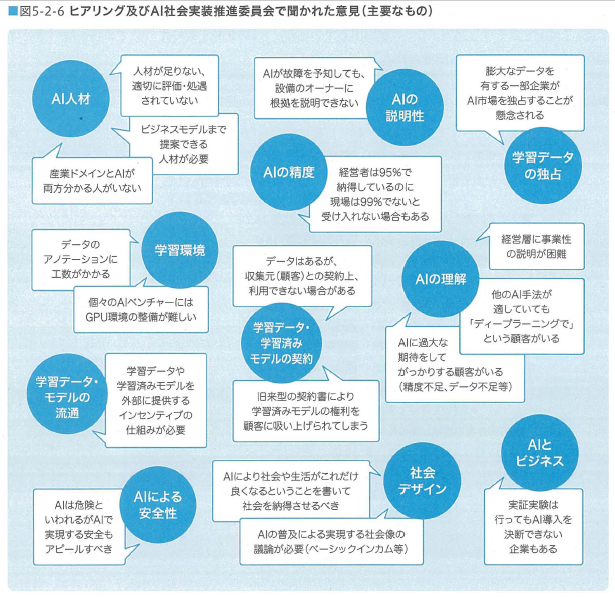 ■図5-2-6 ヒアリング及びAI社会実装推進委員会で聞かれた意見(主要なもの)
AI人材
人材が足りない、
適切に評価・処遇
されていない
ビジネスモデルまで
提案できる
人材が必要
産業ドメインとAIが
両方分かる人がいない
AIが故障を予知しても、
設備のオーナーに
根拠を説明できない
AIの
説明性
膨大なデータを
有する一部企業が
AI市場を独占することが
懸念される
学習データ
の独占
AIの精度
経営者は95%で
納得しているのに
現場は99%でないと
受け入れない場合もある
データの
アノテーションに
工数がかかる
学習環境
個々のAIベンチャーには
GPU環境の整備が難しい
データはあるが、
収集元(顧客)との契約上、
利用できない場合がある
学習データ・
学習済み
モデルの契約
旧来型の契約書により
学習済みモデルの権利を
顧客に吸い上げられてしまう
AIの理解
経営層に事業性
の説明が困難
他のAI手法が
適していても
「ディープラーニングで」
という顧客がいる
AIに過大な
期待をして
がっかりする顧客がいる
(精度不足、データ不足等)
学習データ・
モデルの
流通
学習データや
学習済みモデルを
外部に提供する
インセンティブの
仕組みが必要
AIによる
安全性
AIは危険と
いわれるがAIで
実現する安全も
アピールすべき
AIにより社会や生活がこれだけ
良くなるということを書いて
社会を納得させるべき
社会
デザイン
AIの普及による実現する社会像の
議論が必要(ベーシックインカム等)
AIと
ビジネス
実証実験は
行ってもAI導入を
決断できない
企業もある